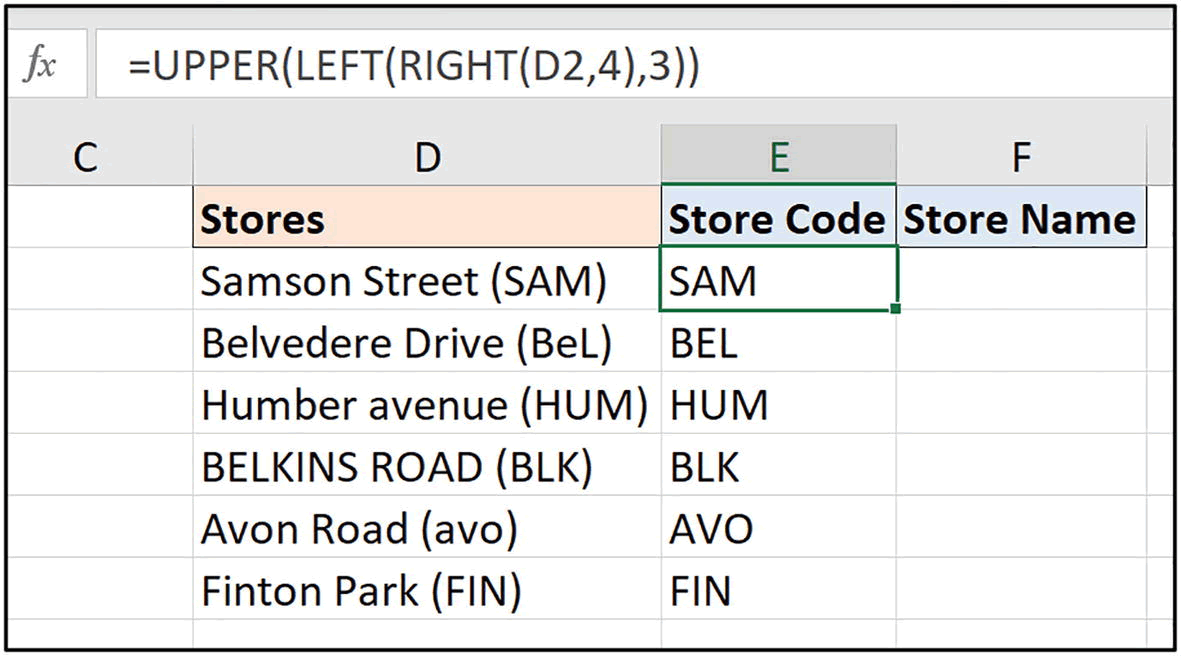 fx =UPPER(LEFT(RIGHT(D2,4),3))
C D E F
Stores Store Code Store Name
Samson Street (SAM) SAM
Belvedere Drive (BeL) BEL
Humber avenue (HUM) HUM
BELKINS ROAD (BLK) BLK
Avon Road (avo) AVO
Finton Park (FIN) FIN